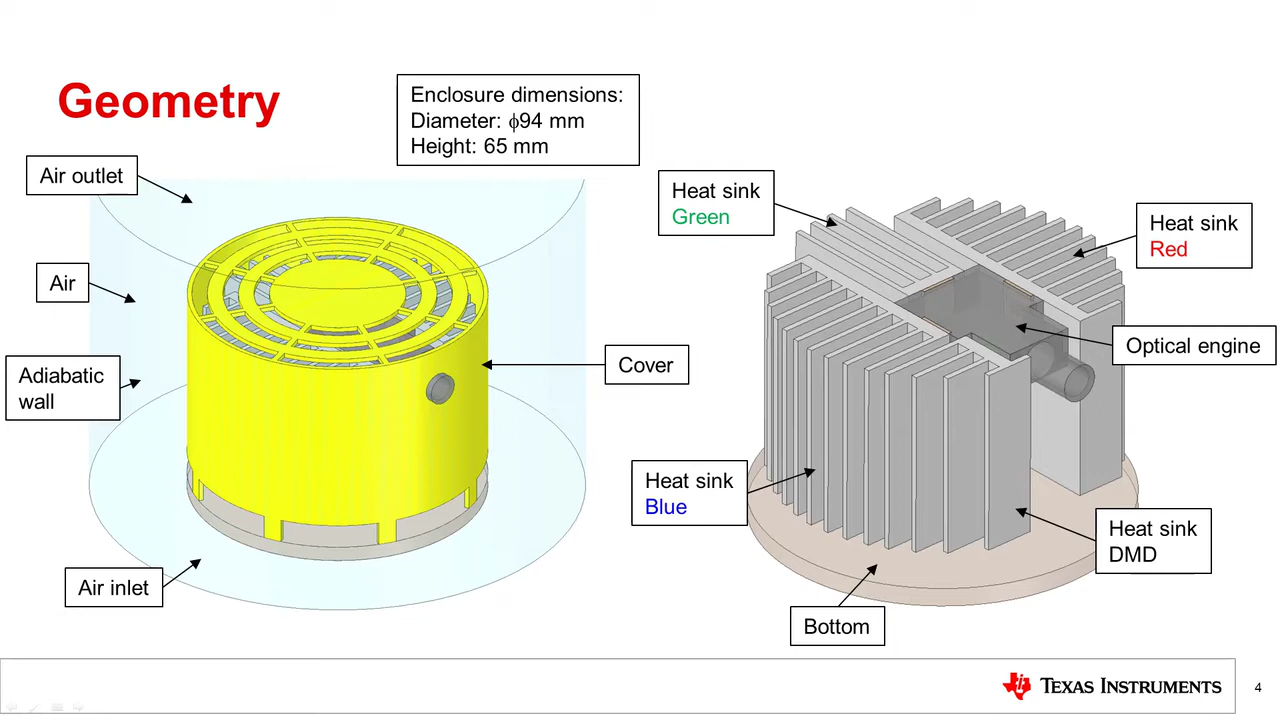 Geometry
Enclosure dimensions:
Diameter: ϕ94 mm
Height: 65 mm
Air outlet
Air
Adiabatic
wall
Air inlet
Cover
Heat sink
Green
Heat sink
Red
Optical engine
Heat sink
Blue
Heat sink
DMD
Bottom
TEXAS INSTRUMENTS
4